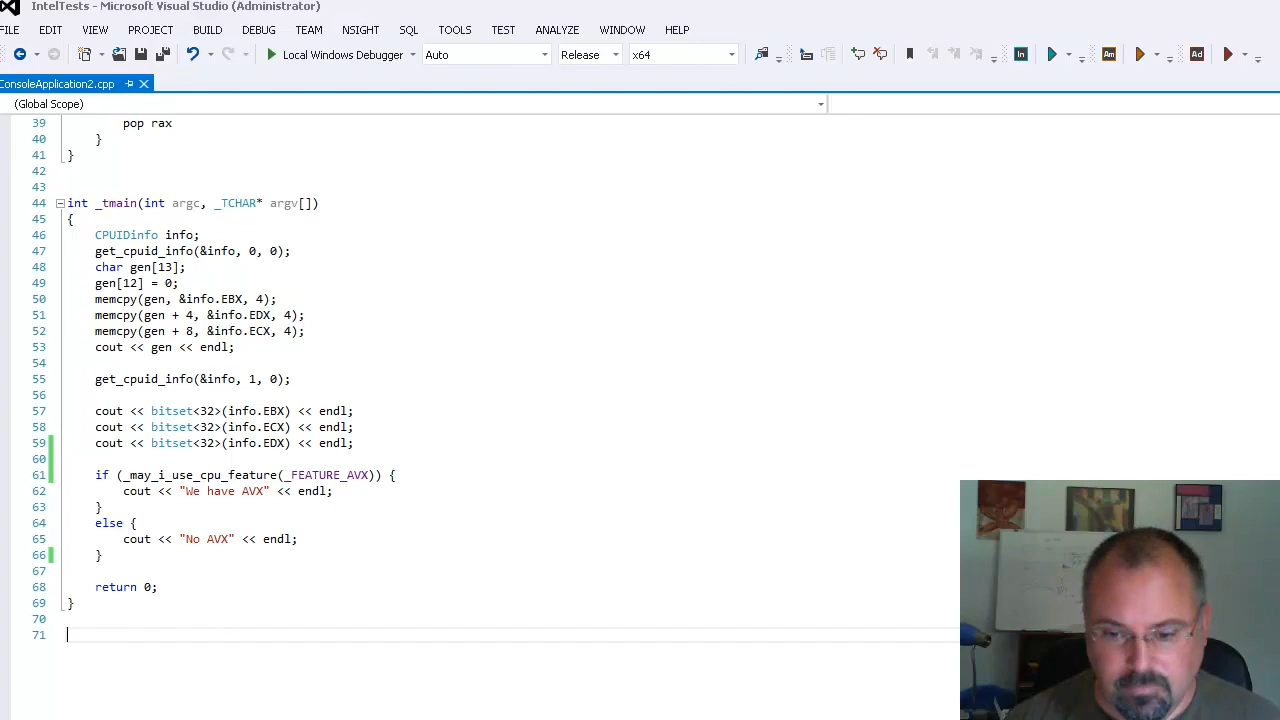 IntelTests - Microsoft Visual Studio (Administrator)
FILE EDIT VIEW PROJECT BUILD DEBUG TEAM NSIGHT SQL TOOLS TEST ANALYZE WINDOW HELP
Local Windows Debugger Auto Release x64 In Am Ad
ConsoleApplication2.cpp
(Global Scope)
39 pop rax
40 }
41 }
42
43
44 int _tmain(int argc, _TCHAR* argv[])
45 {
46 CPUIDinfo info;
47 get_cpuid_info(&info, 0, 0);
48 char gen[13];
49 gen[12] = 0;
50 memcpy(gen, &info.EBX, 4);
51 memcpy(gen + 4, &info.EDX, 4);
52 memcpy(gen + 8, &info.ECX, 4);
53 cout << gen << endl;
54
55 get_cpuid_info(&info, 1, 0);
56
57 cout << bitset<32>(info.EBX) << endl;
58 cout << bitset<32>(info.ECX) << endl;
59 cout << bitset<32>(info.EDX) << endl;
60
61 if (_may_i_use_cpu_feature(_FEATURE_AVX)) {
62 cout << "We have AVX" << endl;
63 }
64 else {
65 cout << "No AVX" << endl;
66 }
67
68 return 0;
69 }
70
71